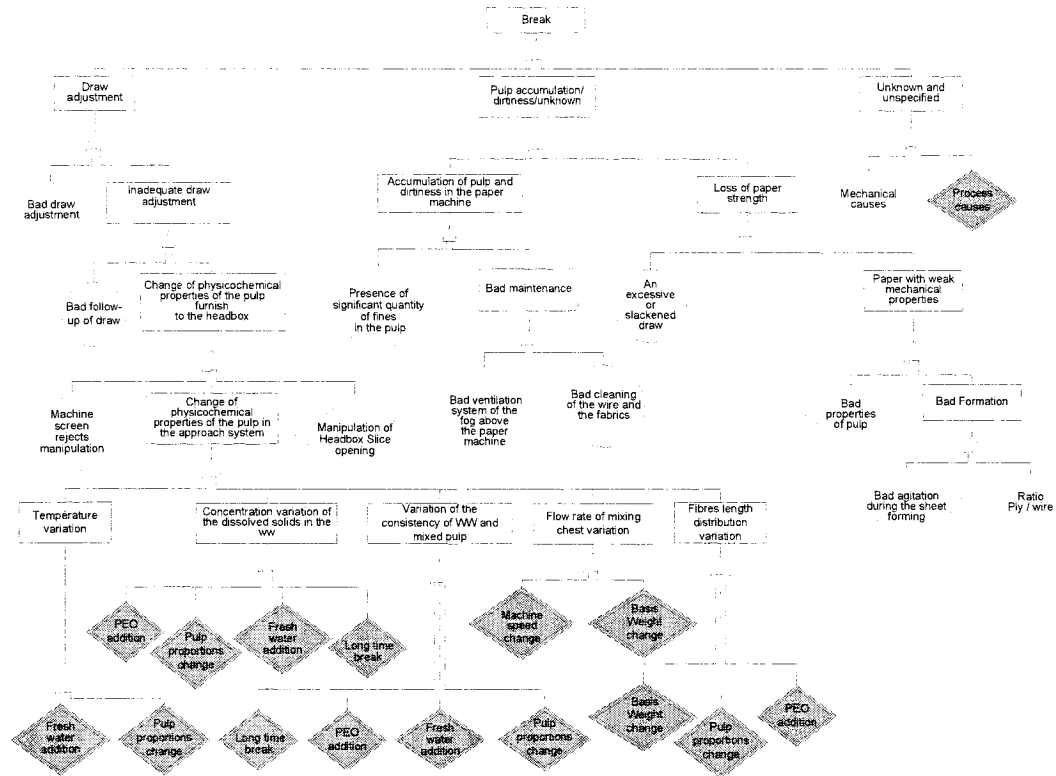 Break
Draw
adjustment
Pulp accumulation/
dirtiness/unknown
Unknown and
unspecified
Bad draw
adjustment
Inadequate draw
adjustment
Accumulation of pulp and
dirtiness in the paper
machine
Loss of paper
strength
Mechanical
causes
Process
causes
Bad follow-
up of draw
Change of physicochemical
properties of the pulp
furnish
to the headbox
Presence of
significant quantity
of fines
in the pulp
Bad maintenance
An
excessive
or
slackened
draw
Paper with weak
mechanical
properties
Machine
screen
rejects
manipulation
Change of
physicochemical
properties of the pulp in
the approach system
Manipulation of
Headbox Slice
opening
Bad ventilation
system of the
fog above
the paper
machine
Bad cleaning
of the wire and
the fabrics
Bad
properties
of pulp
Bad Formation
Bad agitation
during the sheet
forming
Ratio
Ply / wire
Température
variation
Concentration variation of
the dissolved solids in the
ww
Variation of the
consistency of WW and
mixed pulp
Flow rate of mixing
chest variation
Fibres length
distribution
variation
PEO
addition
Pulp
proportions
change
Fresh
water
addition
Long time
break
Machine
speed
change
Basis
Weight
change
Fresh
water
addition
Pulp
proportions
change
Long time
break
PEO
addition
Fresh
water
addition
Pulp
proportions
change
Basis
Weight
change
Pulp
proportions
change
PEO
addition